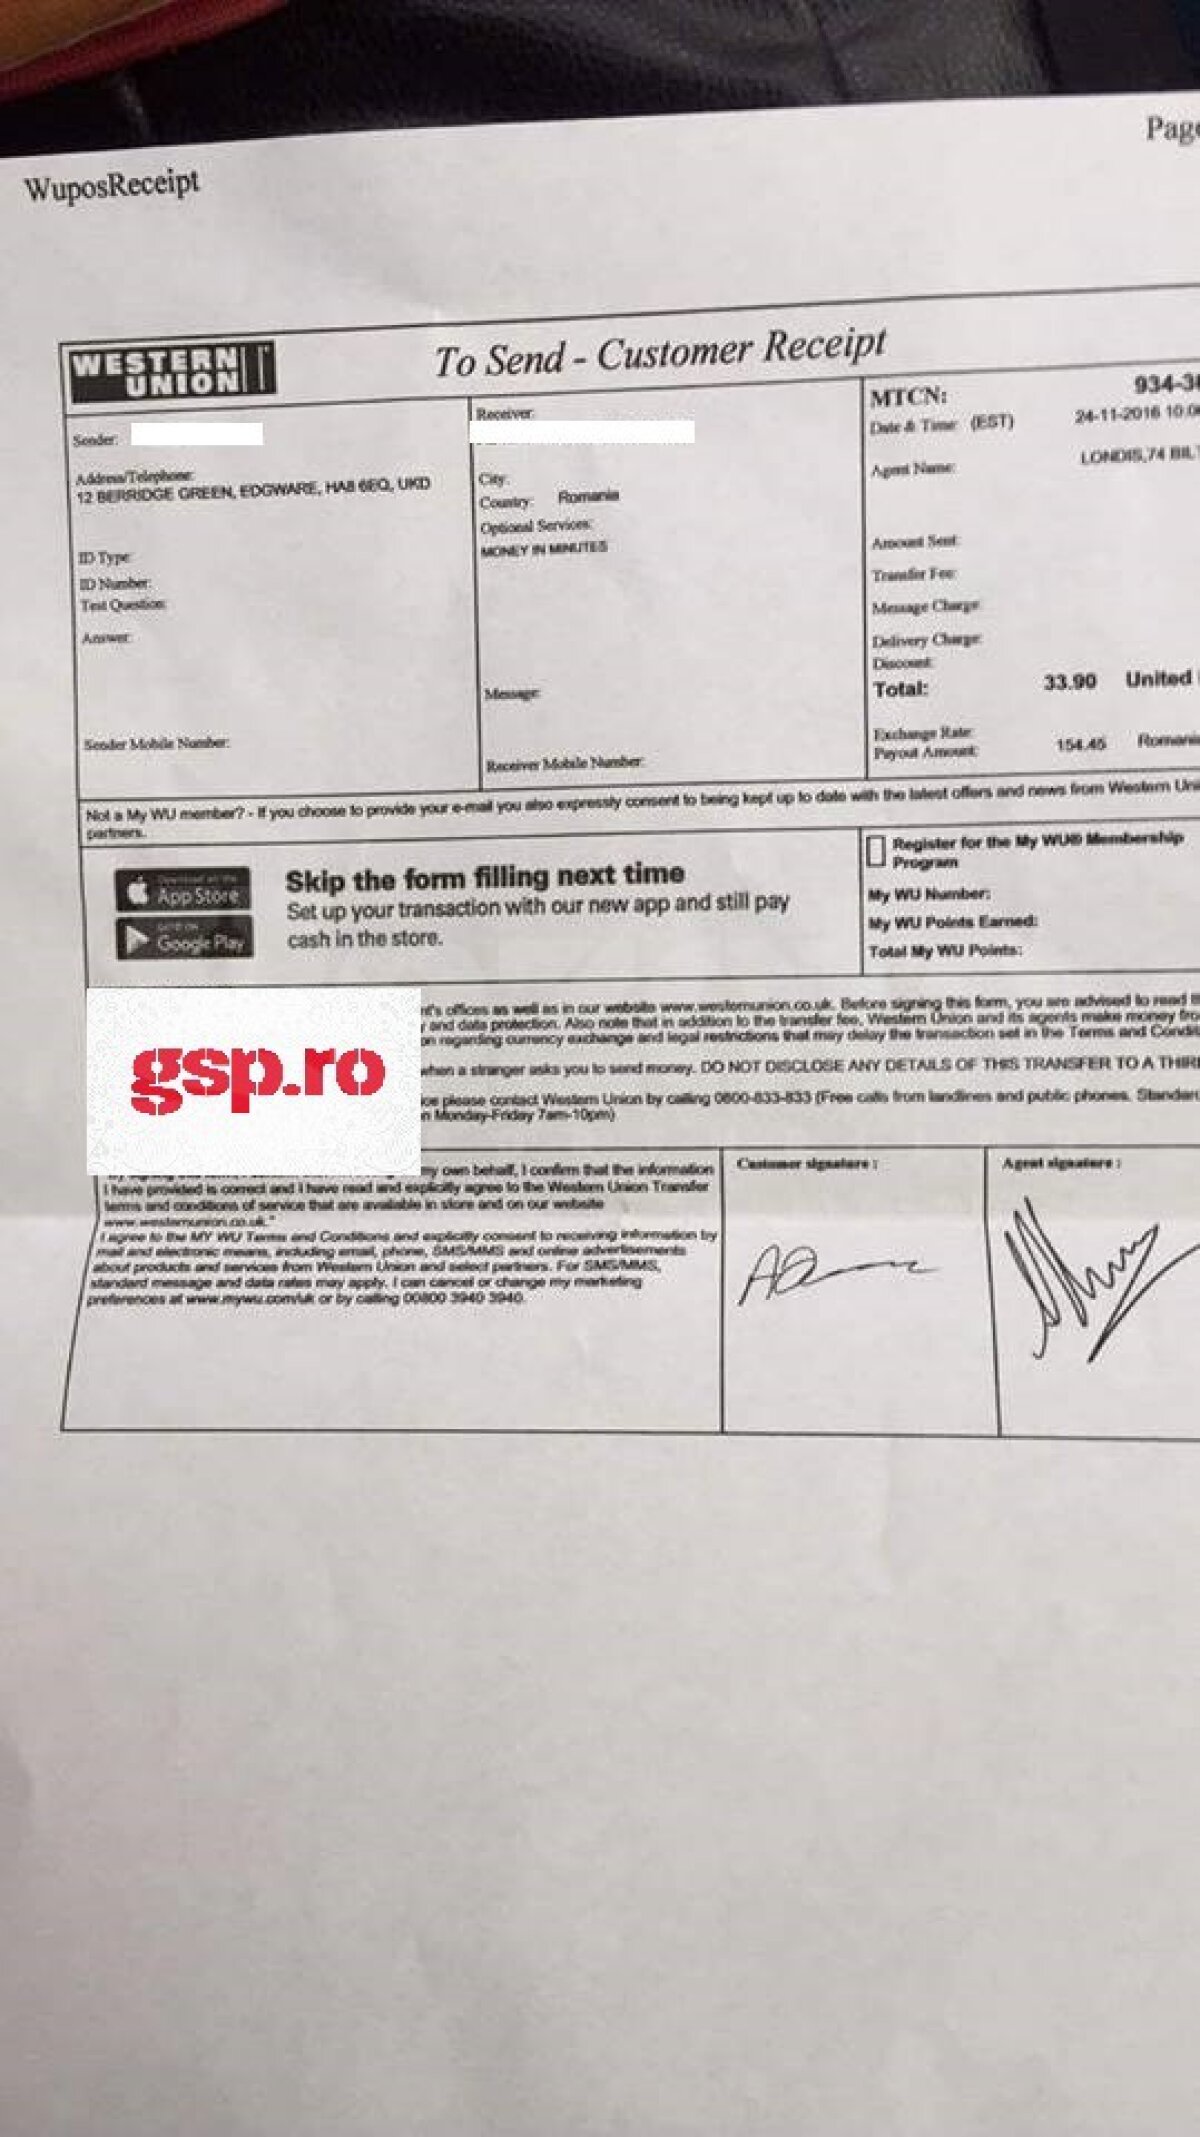 Page
WuposReceipt
WESTERN
UNION
To Send - Customer Receipt
Sender:
Address/Telephone:
12 BERRIDGE GREEN, EDGWARE, HA8 6EQ, UKD
ID Type:
ID Number:
Test Question:
Answer:
Sender Mobile Number:
Receiver:
City:
Country: Romania
Optional Services:
MONEY IN MINUTES
Message:
Receiver Mobile Number:
MTCN: 934-3
Date & Time: (EST) 24-11-2016 10:0
Agent Name: LONDIS,74 BIL
Amount Sent:
Transfer Fee:
Message Charge:
Delivery Charge:
Discount:
Total: 33.90 United
Exchange Rate:
Payout Amount: 154.45 Romania
Not a My WU member? - If you choose to provide your e-mail you also expressly consent to being kept up to date with the latest offers and news from Western Uni
partners.
Download on the
App Store
Google Play
Skip the form filling next time
Set up your transaction with our new app and still pay
cash in the store.
Register for the My WU® Membership
Program
My WU Number:
My WU Points Earned:
Total My WU Points:
gsp.ro
nt's offices as well as in our website www.westernunion.co.uk. Before signing this form, you are advised to read th
y and data protection. Also note that in addition to the transfer fee, Western Union and its agents make money fro
on regarding currency exchange and legal restrictions that may delay the transaction set in the Terms and Condi
when a stranger asks you to send money. DO NOT DISCLOSE ANY DETAILS OF THIS TRANSFER TO A THIR
ice please contact Western Union by calling 0800-833-833 (Free calls from landlines and public phones. Standar
n Monday-Friday 7am-10pm)
my own behalf, I confirm that the information
I have provided is correct and I have read and explicitly agree to the Western Union Transfer
terms and conditions of service that are available in store and on our website
www.westernunion.co.uk."
I agree to the MY WU Terms and Conditions and explicitly consent to receiving information by
mail and electronic means, including email, phone, SMS/MMS and online advertisements
about products and services from Western Union and select partners. For SMS/MMS,
standard message and data rates may apply. I can cancel or change my marketing
preferences at www.mywu.com/uk or by calling 00800 3940 3940.
Customer signature :
Agent signature :